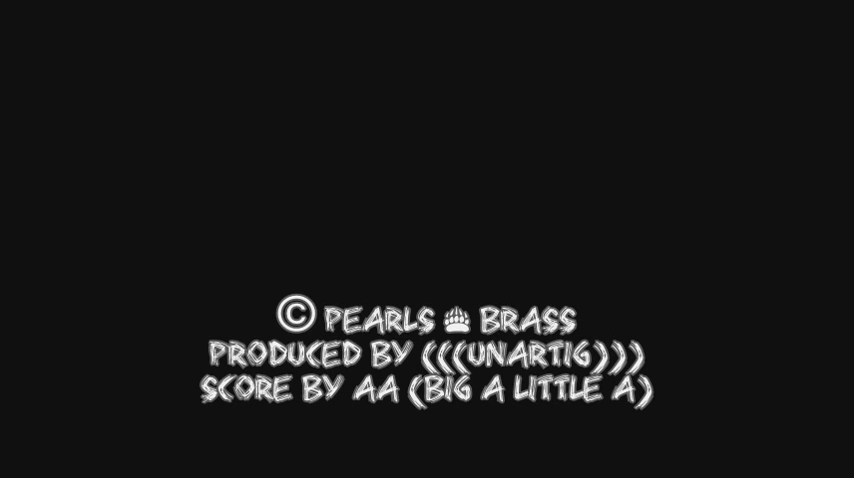 © PEARLS BRASS
PRODUCED BY (((UNARTIG)))
SCORE BY AA (BIG A LITTLE A)